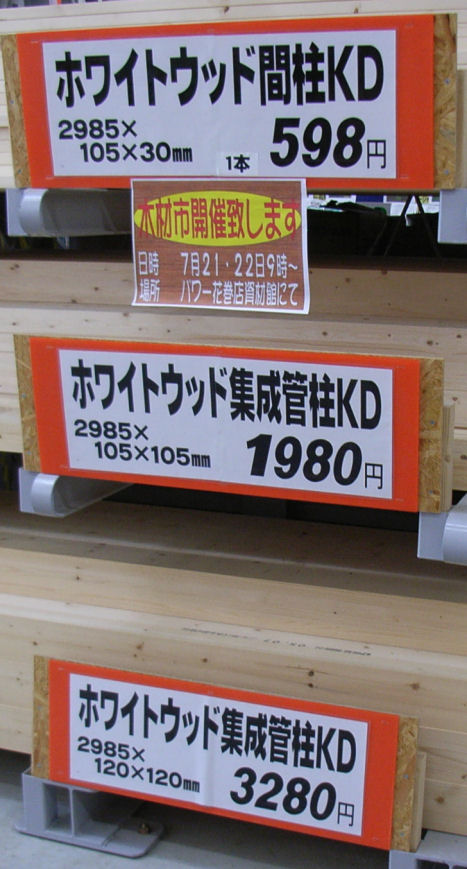 ホワイトウッド間柱KD
2985×
105×30mm
1本
598円
木材市開催致します
日時 7月21・22日9時~
場所 パワー花巻店資材館にて
ホワイトウッド集成管柱KD
2985×
105×105mm
1980円
ホワイトウッド集成管柱KD
2985×
120×120mm
3280円